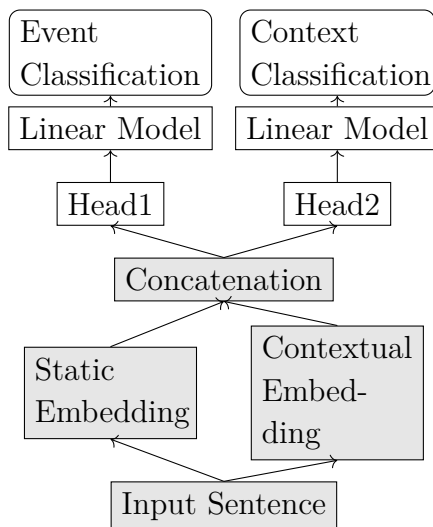 Event
Classification
Context
Classification
Linear Model
Linear Model
Head1
Head2
Concatenation
Static
Embedding
Contextual
Embed-
ding
Input Sentence